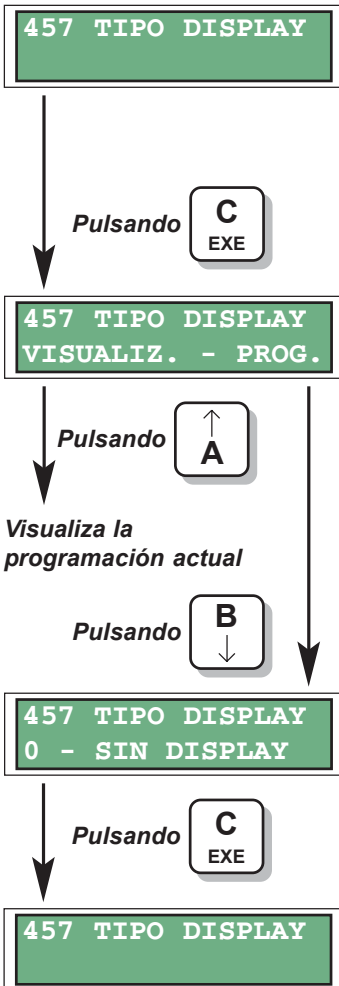 457 TIPO DISPLAY
Pulsando C
EXE
457 TIPO DISPLAY
VISUALIZ. - PROG.
Pulsando ↑
A
Visualiza la
programación actual
Pulsando B
↓
457 TIPO DISPLAY
0 - SIN DISPLAY
Pulsando C
EXE
457 TIPO DISPLAY